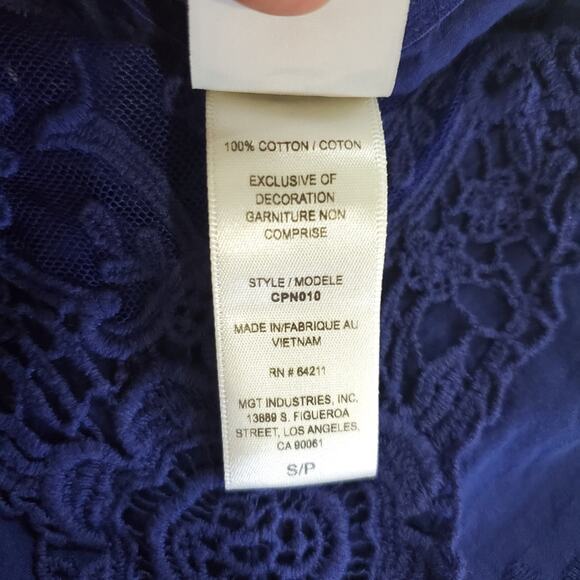 100% COTTON / COTON
EXCLUSIVE OF
DECORATION
GARNITURE NON
COMPRISE
STYLE / MODELE
CPN010
MADE IN/FABRIQUE AU
VIETNAM
RN # 64211
MGT INDUSTRIES, INC.
13889 S. FIGUEROA
STREET, LOS ANGELES,
CA 90061
S/P